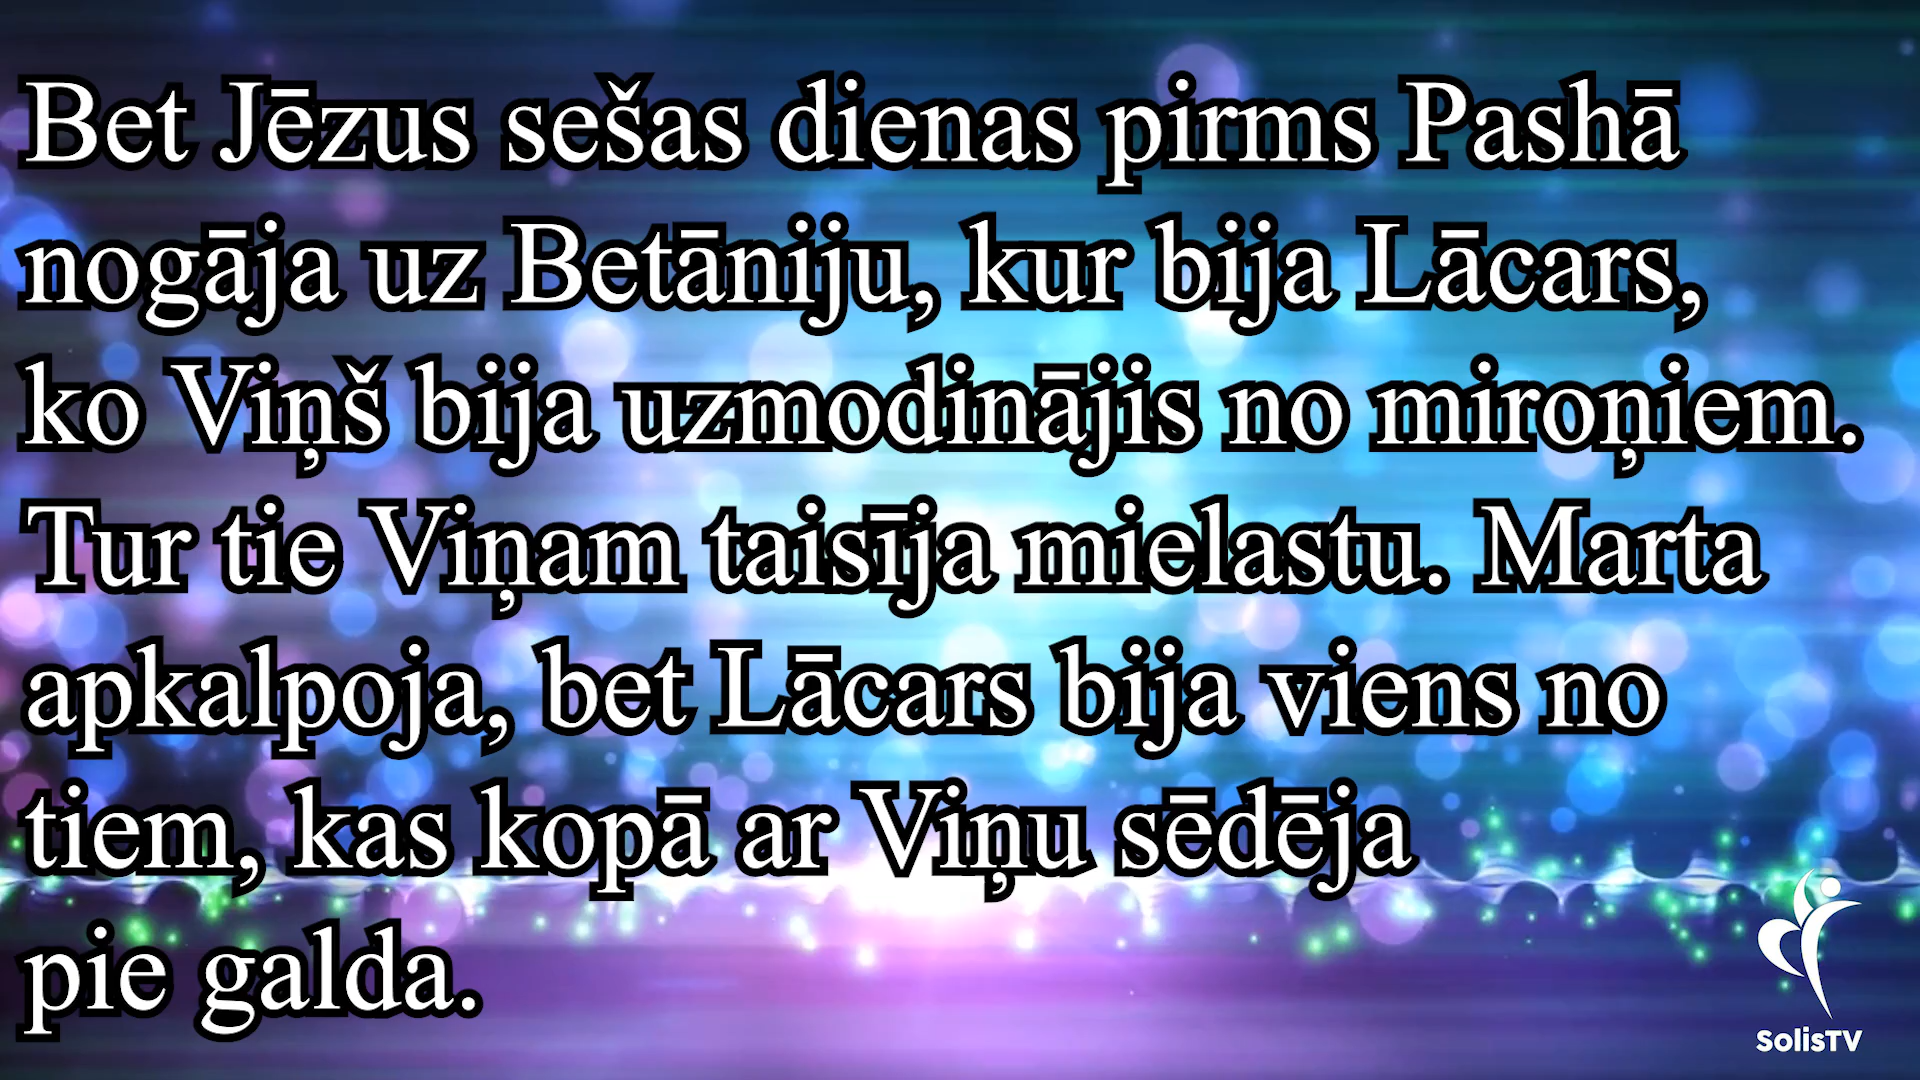 Bet Jēzus sešas dienas pirms Pashā
nogāja uz Betāniju, kur bija Lācars,
ko Viņš bija uzmodinājis no miroņiem.
Tur tie Viņam taisīja mielastu. Marta
apkalpoja, bet Lācars bija viens no
tiem, kas kopā ar Viņu sēdēja
pie galda.
SolisTV